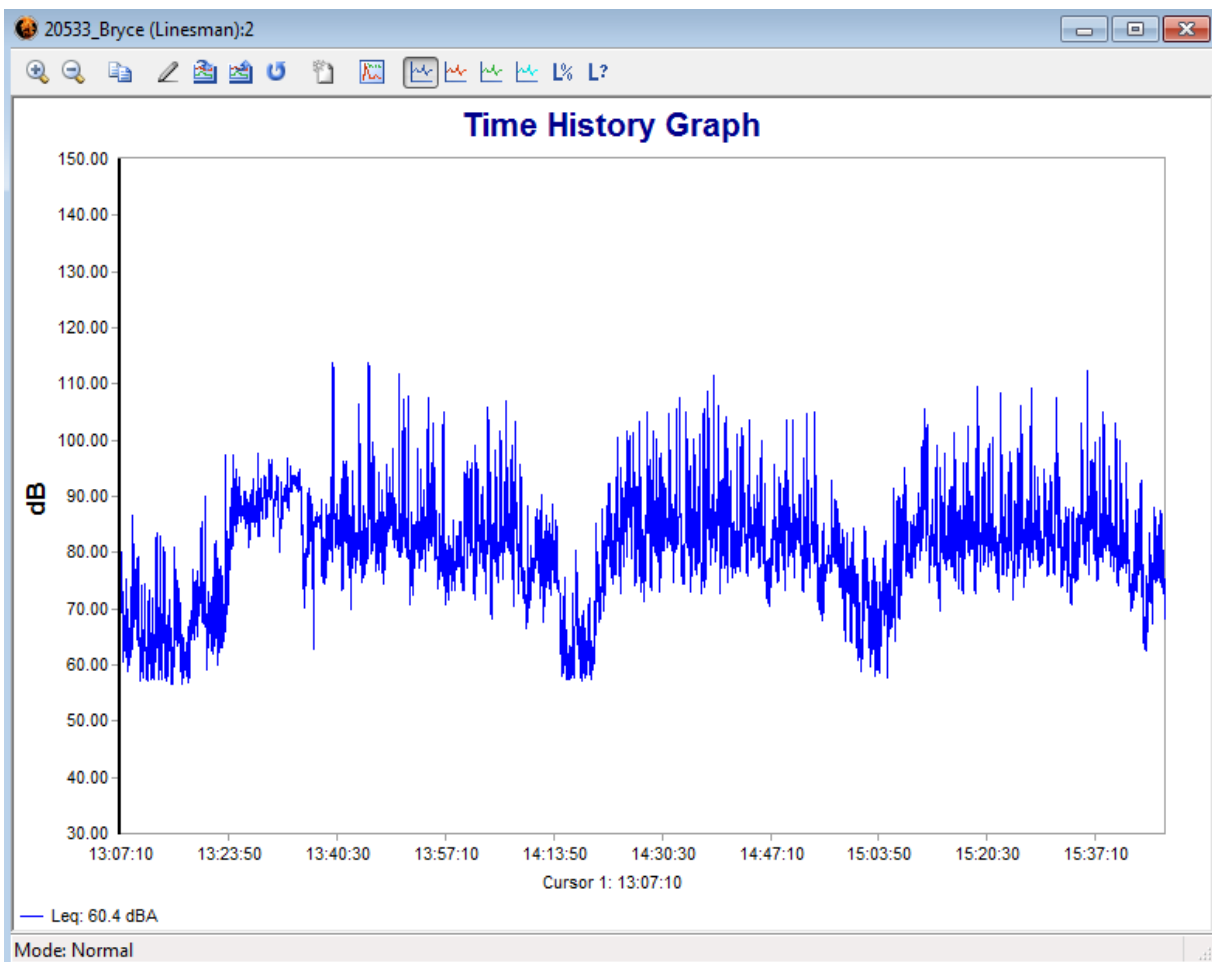 20533_Bryce (Linesman):2
L% L?
Time History Graph
150.00
140.00
130.00
120.00
110.00
100.00
90.00
80.00
70.00
60.00
50.00
40.00
30.00
dB
13:07:10 13:23:50 13:40:30 13:57:10 14:13:50 14:30:30 14:47:10 15:03:50 15:20:30 15:37:10
Cursor 1: 13:07:10
Leq: 60.4 dBA
Mode: Normal